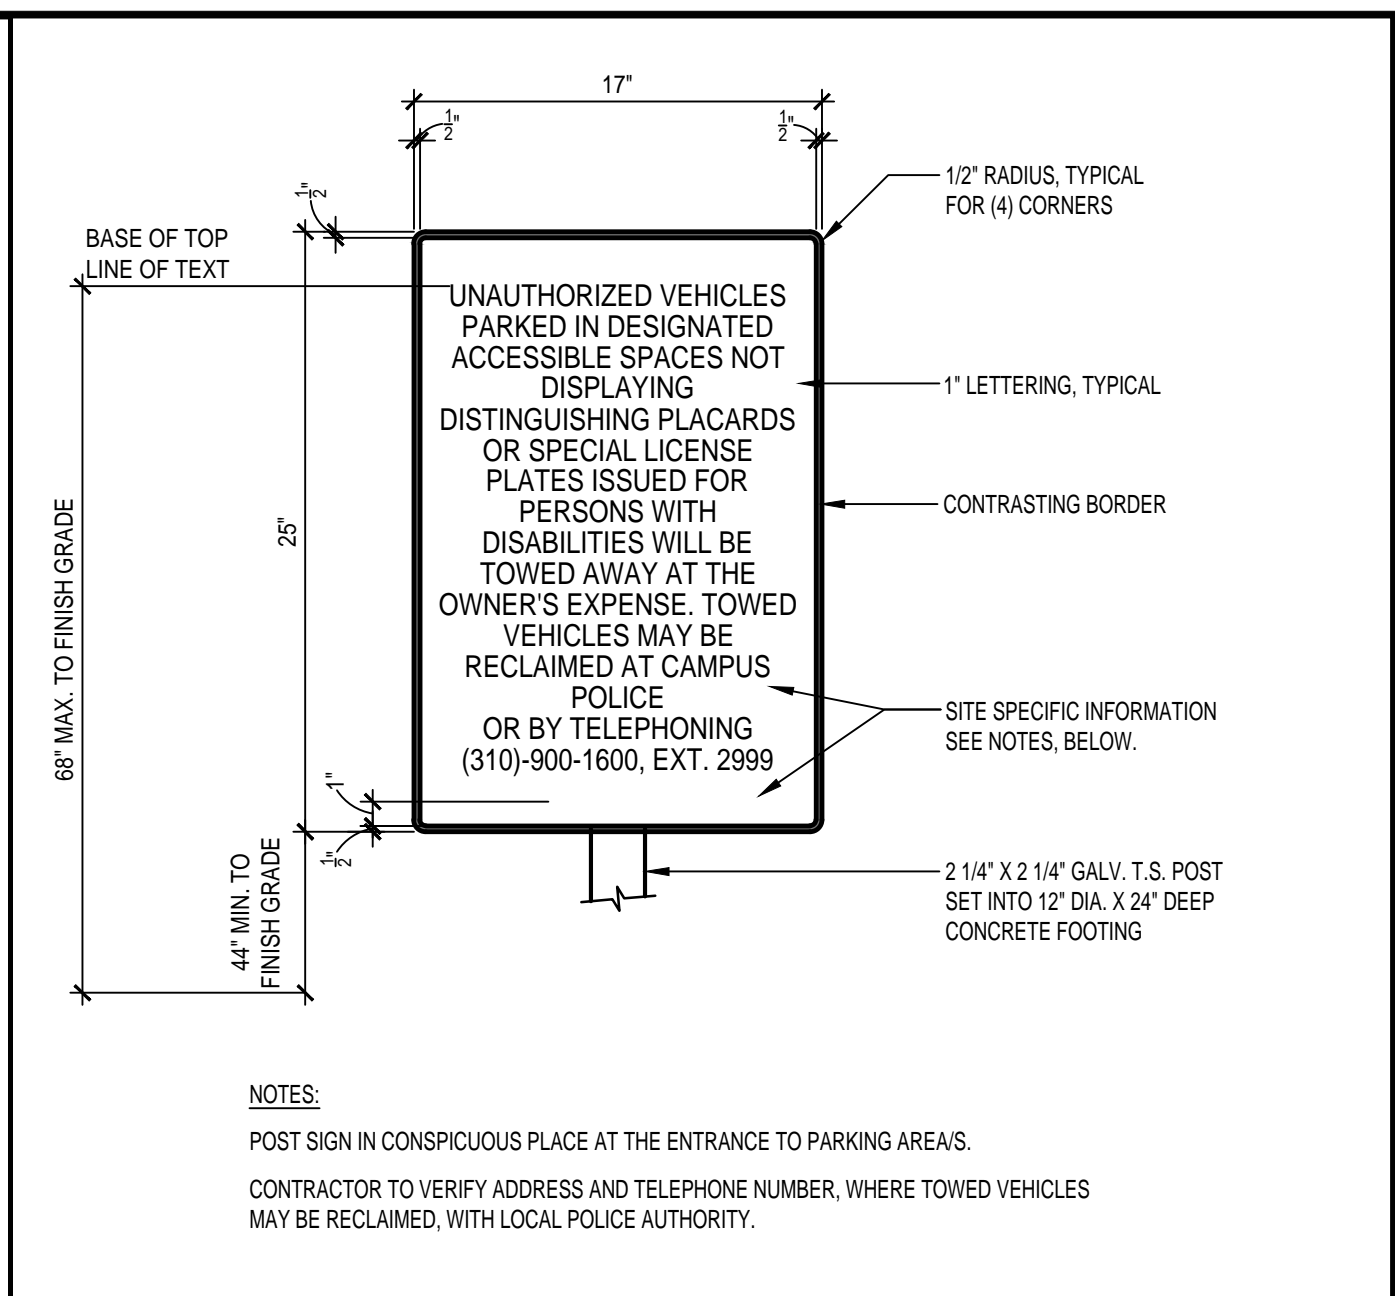 17"
1/2"
1/2"
1/2"
1/2" RADIUS, TYPICAL
FOR (4) CORNERS
BASE OF TOP
LINE OF TEXT
UNAUTHORIZED VEHICLES
PARKED IN DESIGNATED
ACCESSIBLE SPACES NOT
DISPLAYING
DISTINGUISHING PLACARDS
OR SPECIAL LICENSE
PLATES ISSUED FOR
PERSONS WITH
DISABILITIES WILL BE
TOWED AWAY AT THE
OWNER'S EXPENSE. TOWED
VEHICLES MAY BE
RECLAIMED AT CAMPUS
POLICE
OR BY TELEPHONING
(310)-900-1600, EXT. 2999
1" LETTERING, TYPICAL
CONTRASTING BORDER
SITE SPECIFIC INFORMATION
SEE NOTES, BELOW.
25"
68" MAX. TO FINISH GRADE
1"
1/2"
44" MIN. TO
FINISH GRADE
2 1/4" X 2 1/4" GALV. T.S. POST
SET INTO 12" DIA. X 24" DEEP
CONCRETE FOOTING
NOTES:
POST SIGN IN CONSPICUOUS PLACE AT THE ENTRANCE TO PARKING AREA/S.
CONTRACTOR TO VERIFY ADDRESS AND TELEPHONE NUMBER, WHERE TOWED VEHICLES
MAY BE RECLAIMED, WITH LOCAL POLICE AUTHORITY.